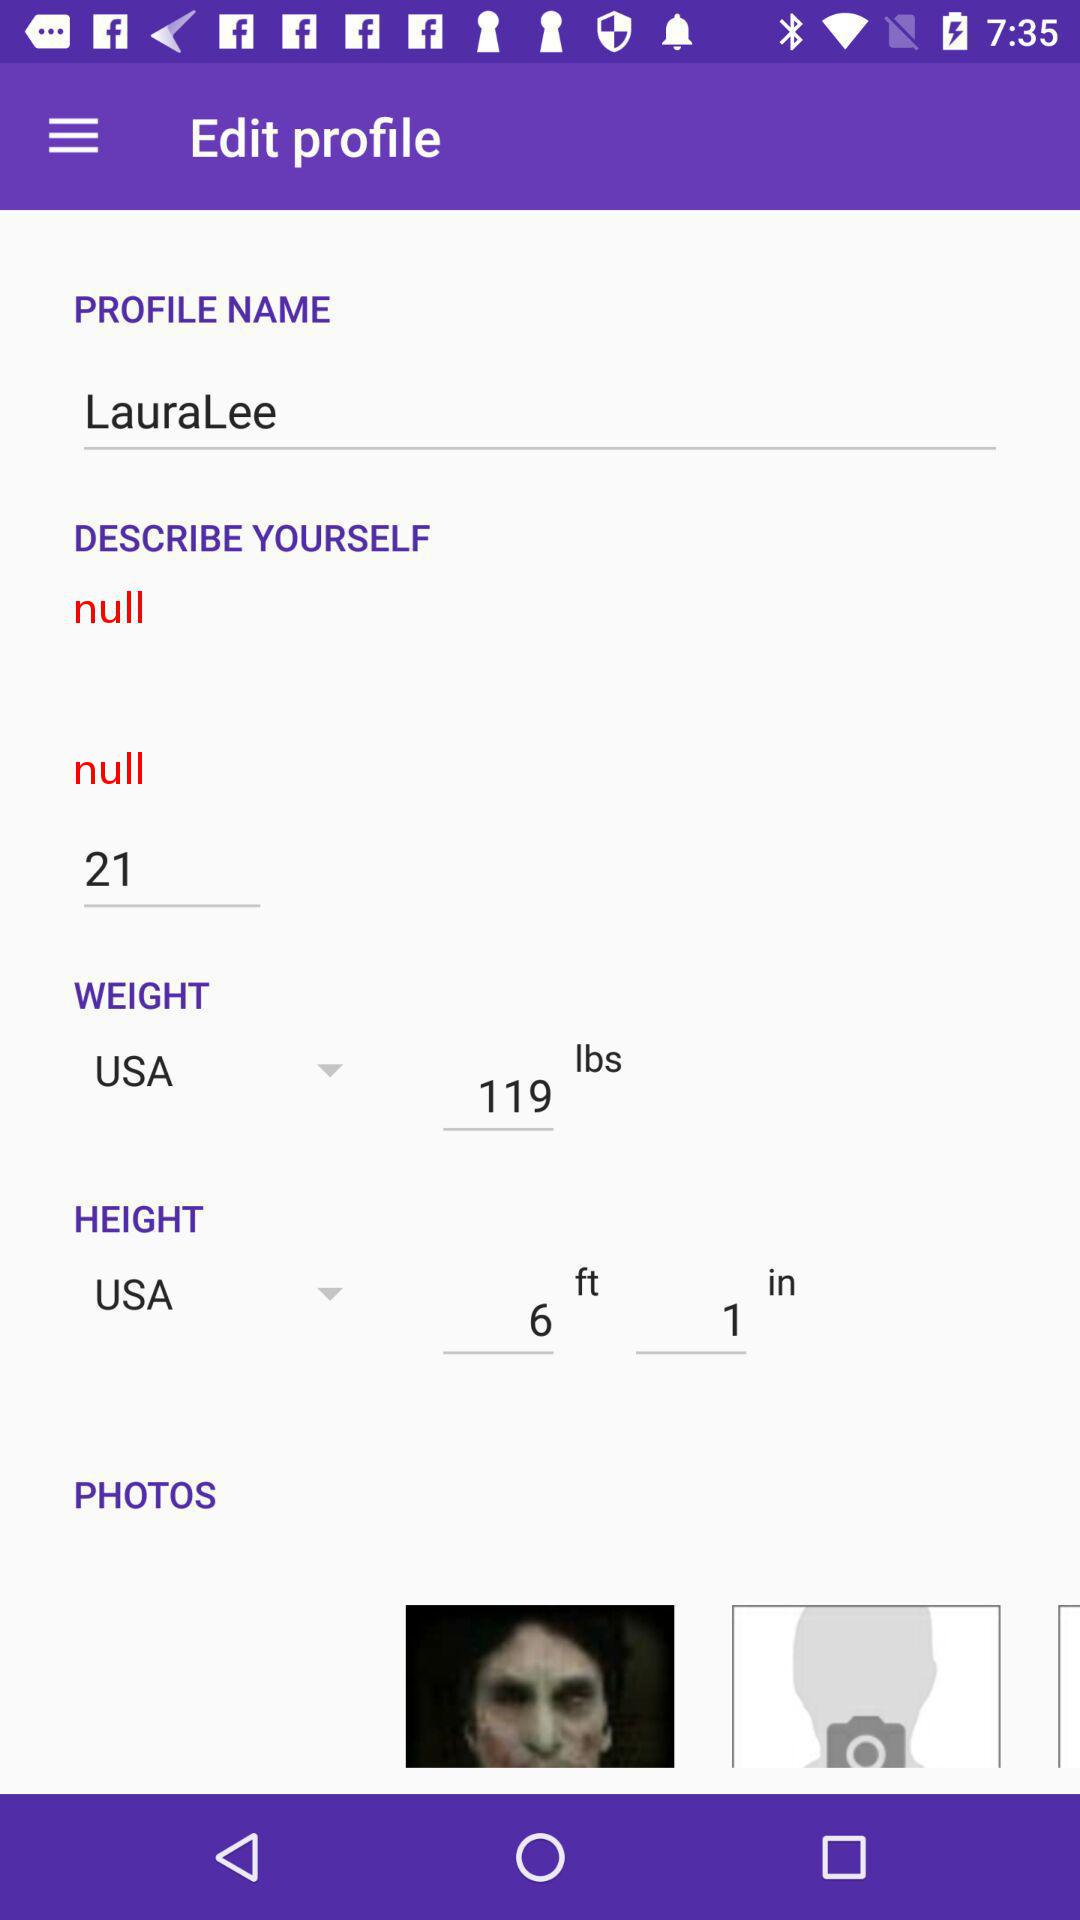 7:35
Edit profile
PROFILE NAME
LauraLee
DESCRIBE YOURSELF
null
null
21
WEIGHT
USA 119 lbs
HEIGHT
USA 6 ft 1 in
PHOTOS